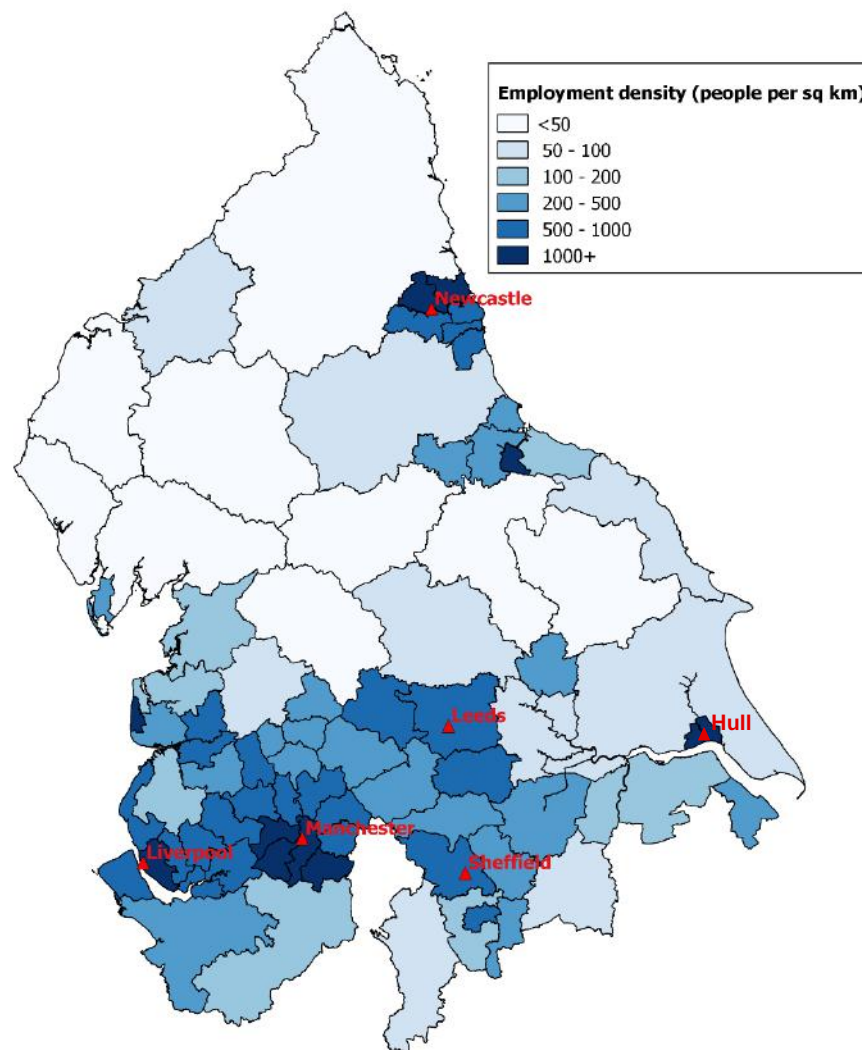 Employment density (people per sq km)
<50
50 - 100
100 - 200
200 - 500
500 - 1000
1000+
Newcastle
Leeds
Hull
Manchester
Liverpool
Sheffield